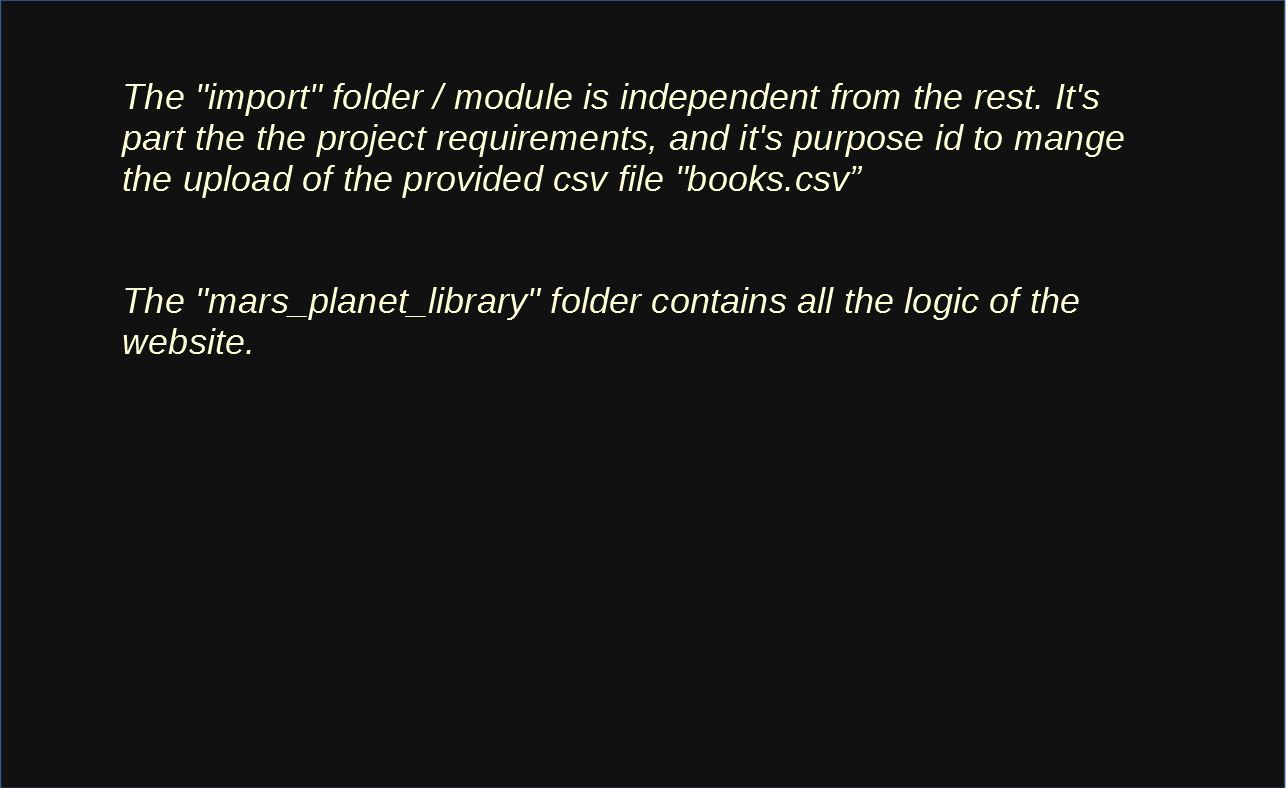 The "import" folder / module is independent from the rest. It's
part the the project requirements, and it's purpose id to mange
the upload of the provided csv file "books.csv”
The "mars_planet_library" folder contains all the logic of the
website.